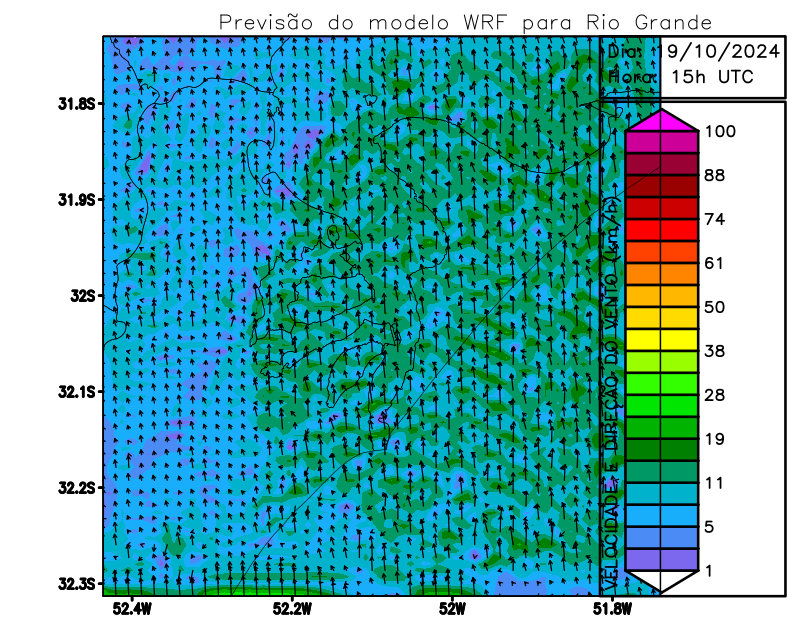 Previsão do modelo WRF para Rio Grande
Dia: 19/10/2024
Hora: 15h UTC
31.8S
31.9S
32S
32.1S
32.2S
32.3S
52.4W
52.2W
52W
51.8W
VELOCIDADE E DIREÇÃO DO VENTO (km/h)
100
88
74
61
50
38
28
19
11
5
1